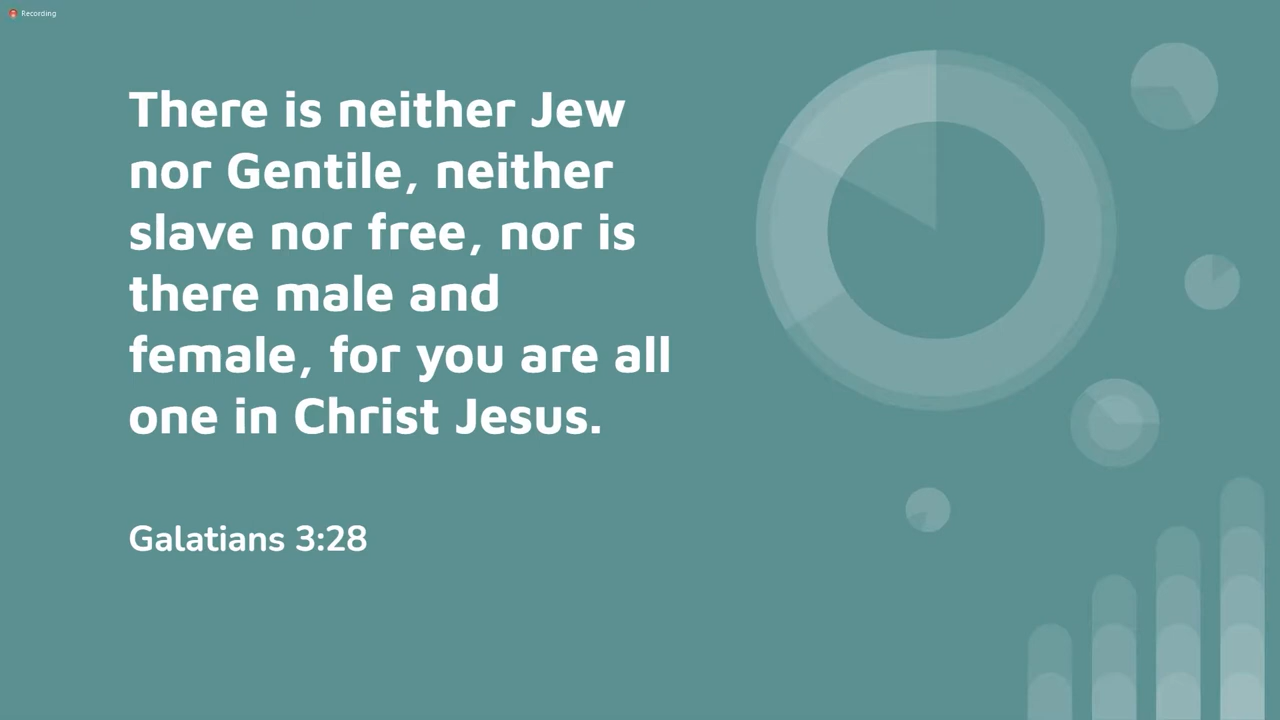 Recording
There is neither Jew
nor Gentile, neither
slave nor free, nor is
there male and
female, for you are all
one in Christ Jesus.
Galatians 3:28